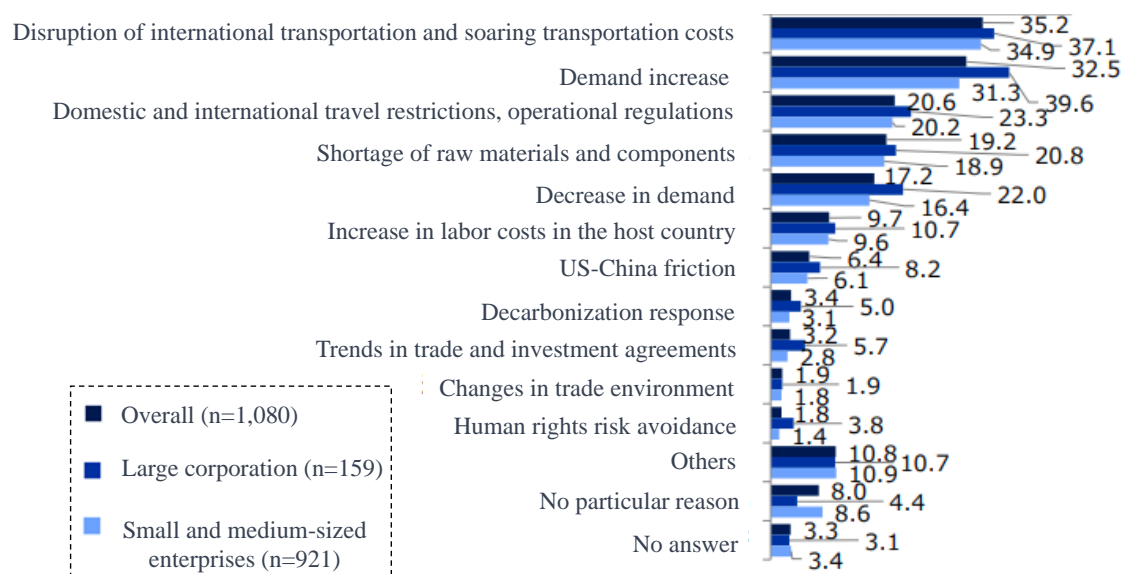 Disruption of international transportation and soaring transportation costs
35.2
37.1
34.9
Demand increase
32.5
39.6
31.3
Domestic and international travel restrictions, operational regulations
20.6
23.3
20.2
Shortage of raw materials and components
19.2
20.8
18.9
Decrease in demand
17.2
22.0
16.4
Increase in labor costs in the host country
9.7
10.7
9.6
US-China friction
6.4
8.2
6.1
Decarbonization response
3.4
5.0
3.1
Trends in trade and investment agreements
3.2
5.7
2.8
Changes in trade environment
1.9
1.9
1.8
Human rights risk avoidance
1.8
3.8
1.4
Others
10.8
10.7
10.9
No particular reason
8.0
4.4
8.6
No answer
3.3
3.1
3.4
Overall (n=1,080)
Large corporation (n=159)
Small and medium-sized
enterprises (n=921)